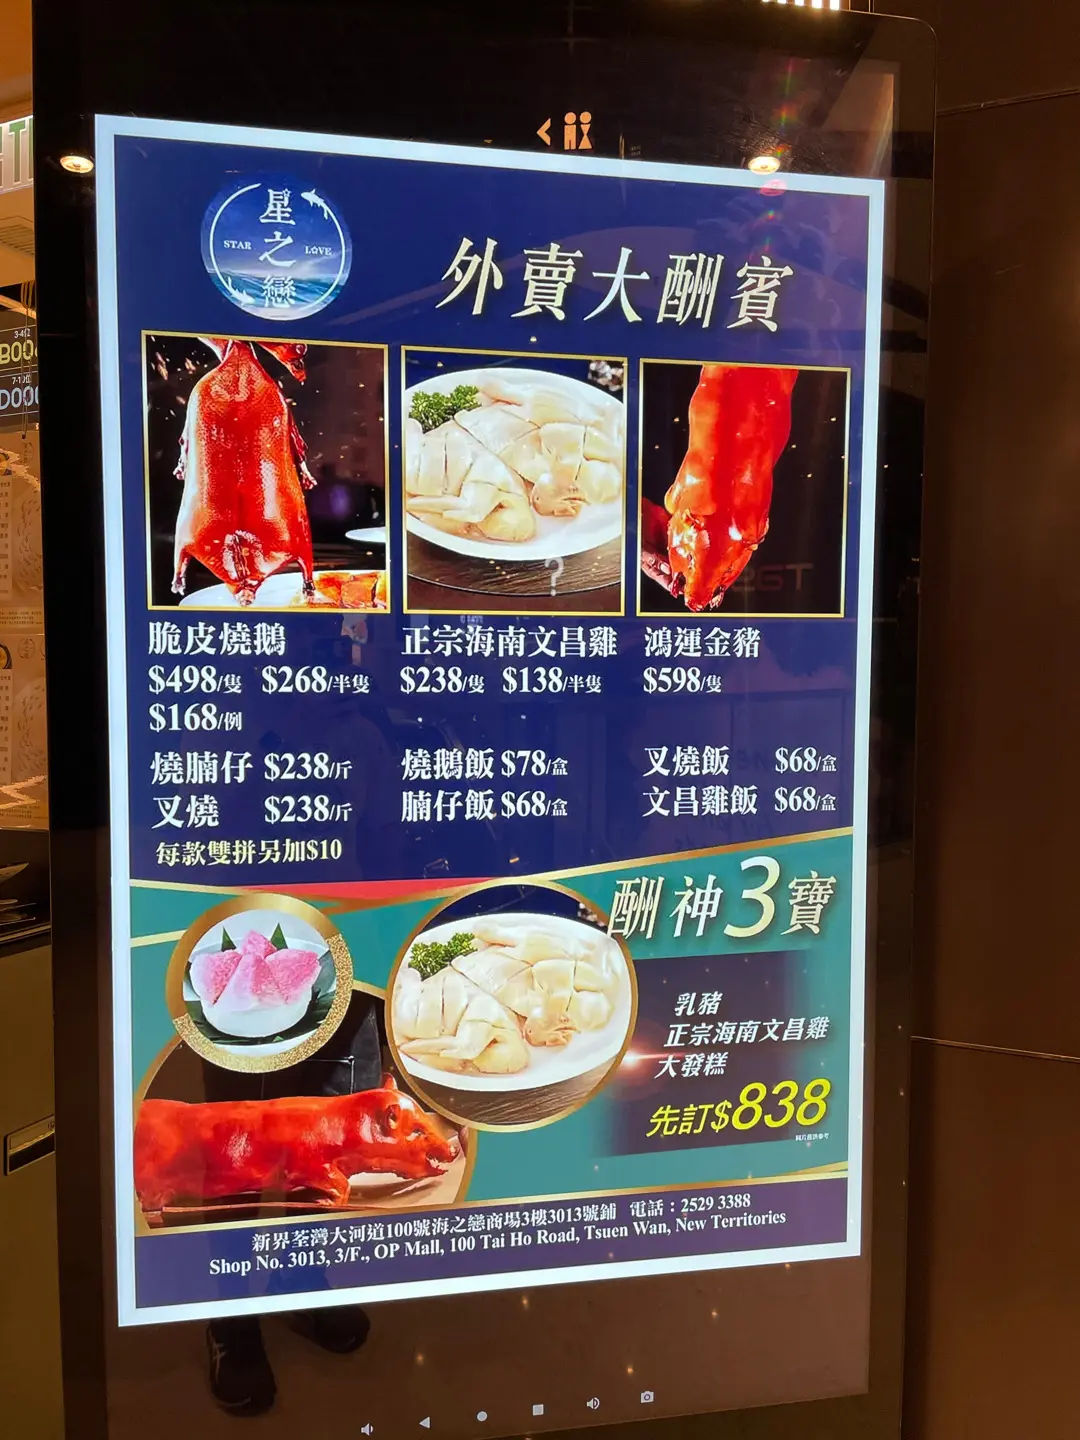 星之戀
STAR LOVE
外賣大酬賓
脆皮燒鵝
$498/隻 $268/半隻
$168/例
正宗海南文昌雞
$238/隻 $138/半隻
鴻運金豬
$598/隻
燒腩仔 $238/斤
叉燒 $238/斤
每款雙拼另加$10
燒鵝飯 $78/盒
腩仔飯 $68/盒
叉燒飯 $68/盒
文昌雞飯 $68/盒
酬神3寶
乳豬
正宗海南文昌雞
大發糕
先訂$838
新界荃灣大河道100號海之戀商場3樓3013號鋪 電話：2529 3388
Shop No. 3013, 3/F., OP Mall, 100 Tai Ho Road, Tsuen Wan, New Territories